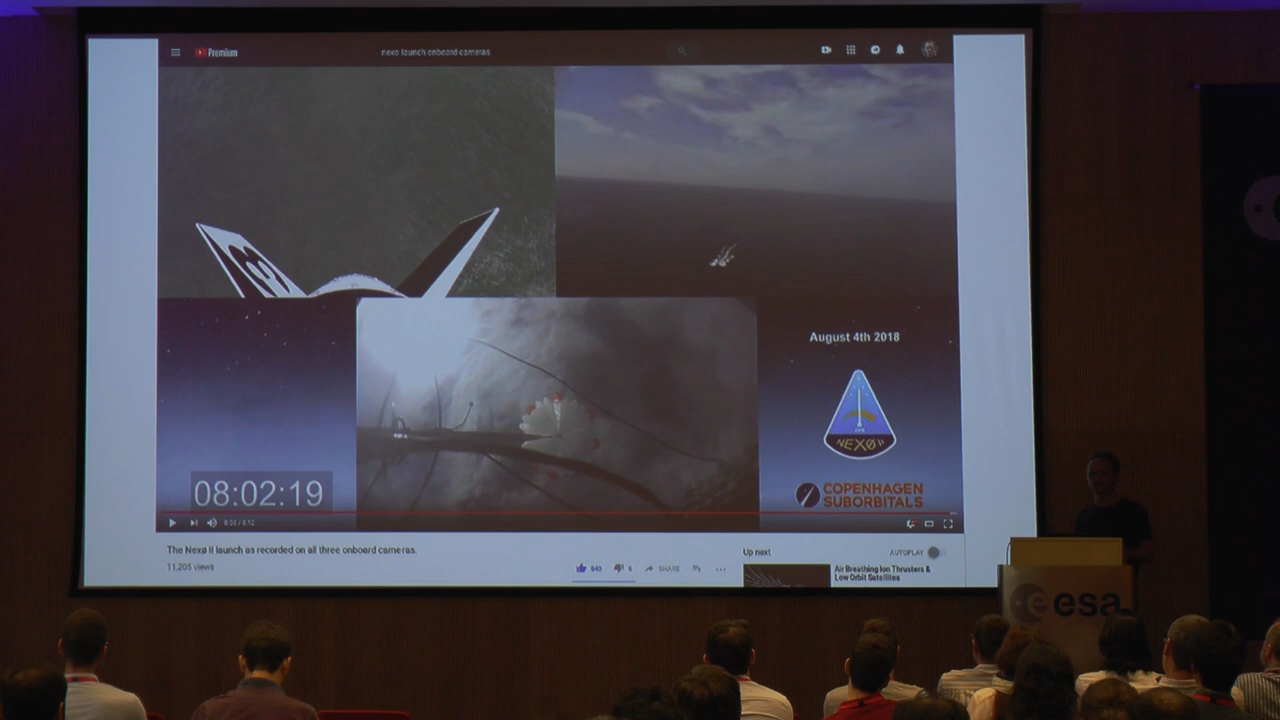 Premium
nexo launch onboard cameras
August 4th 2018
NEXØ II
08:02:19
COPENHAGEN
SUBORBITALS
The Nexø II launch as recorded on all three onboard cameras.
11,205 views
643
6
SHARE
Up next
AUTOPLAY
Air Breathing Ion Thrusters &
Low Orbit Satellites
esa